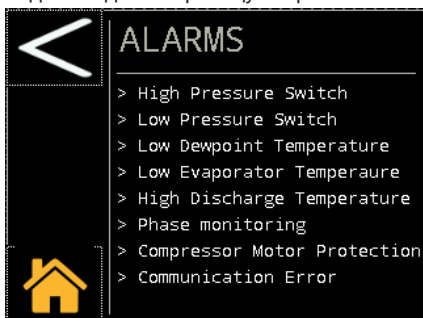 ALARMS
> High Pressure Switch
> Low Pressure Switch
> Low Dewpoint Temperature
> Low Evaporator Temperaure
> High Discharge Temperature
> Phase monitoring
> Compressor Motor Protection
> Communication Error